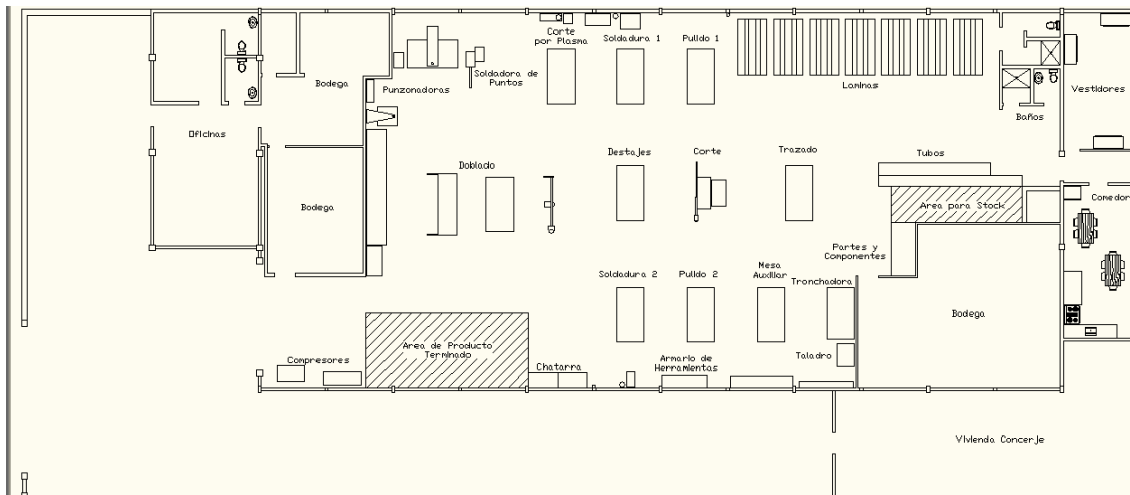 Corte
por Plasma
Soldadura 1
Pulido 1
Soldadora de
Puntos
Punzonadoras
Bodega
Laminas
Vestidores
Baños
Oficinas
Doblado
Destajes
Corte
Trazado
Tubos
Bodega
Area para Stock
Comedor
Partes y
Componentes
Soldadura 2
Pulido 2
Mesa
Auxiliar
Tronchadora
Bodega
Area de Producto
Terminado
Compresores
Chatarra
Armario de
Herramientas
Taladro
Vivienda Concerje